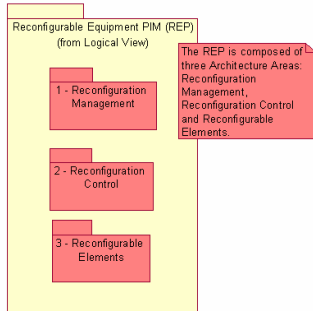 Reconfigurable Equipment PIM (REP)
(from Logical View)
The REP is composed of
three Architecture Areas:
Reconfiguration
Management,
Reconfiguration Control
and Reconfigurable
Elements.
1 - Reconfiguration
Management
2 - Reconfiguration
Control
3 - Reconfigurable
Elements